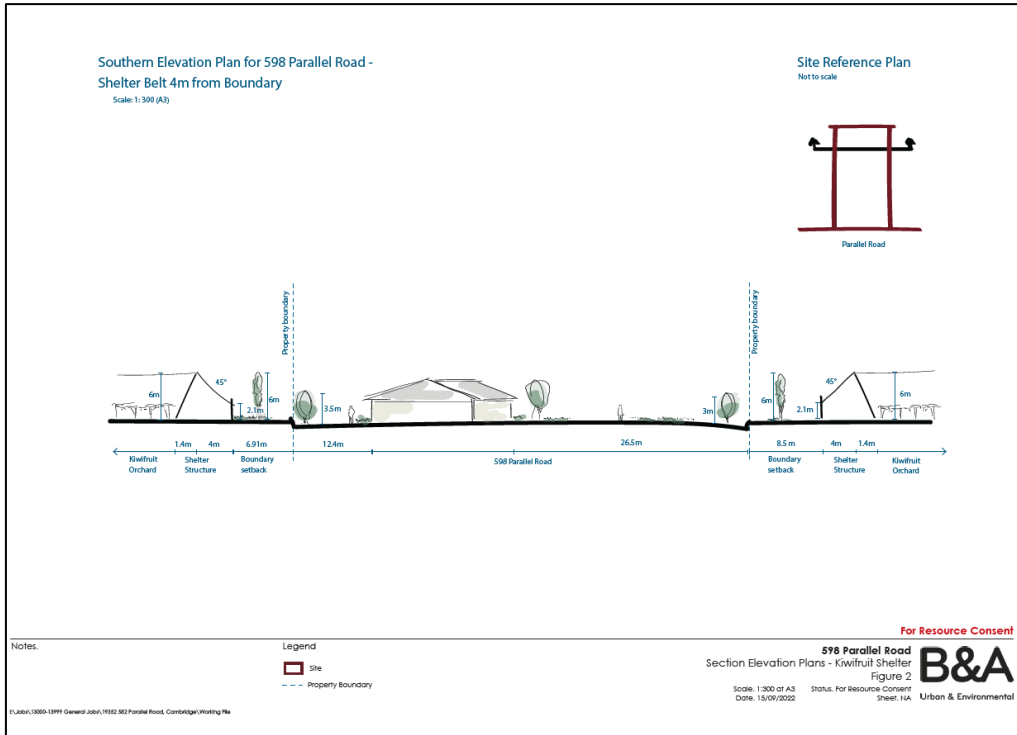 Southern Elevation Plan for 598 Parallel Road -
Shelter Belt 4m from Boundary
Scale: 1: 300 (A3)
Site Reference Plan
Not to scale
Parallel Road
Property boundary
Property boundary
6m
45°
2.1m
6m
3.5m
3m
6m
2.1m
45°
6m
1.4m
4m
6.91m
12.4m
26.5m
8.5 m
4m
1.4m
Kiwifruit
Orchard
Shelter
Structure
Boundary
setback
598 Parallel Road
Boundary
setback
Shelter
Structure
Kiwifruit
Orchard
For Resource Consent
Notes.
Legend
Site
Property Boundary
598 Parallel Road
Section Elevation Plans - Kiwifruit Shelter
Figure 2
Scale. 1:300 at A3
Status. For Resource Consent
Date. 15/09/2022
Sheet. NA
B&A
Urban & Environmental